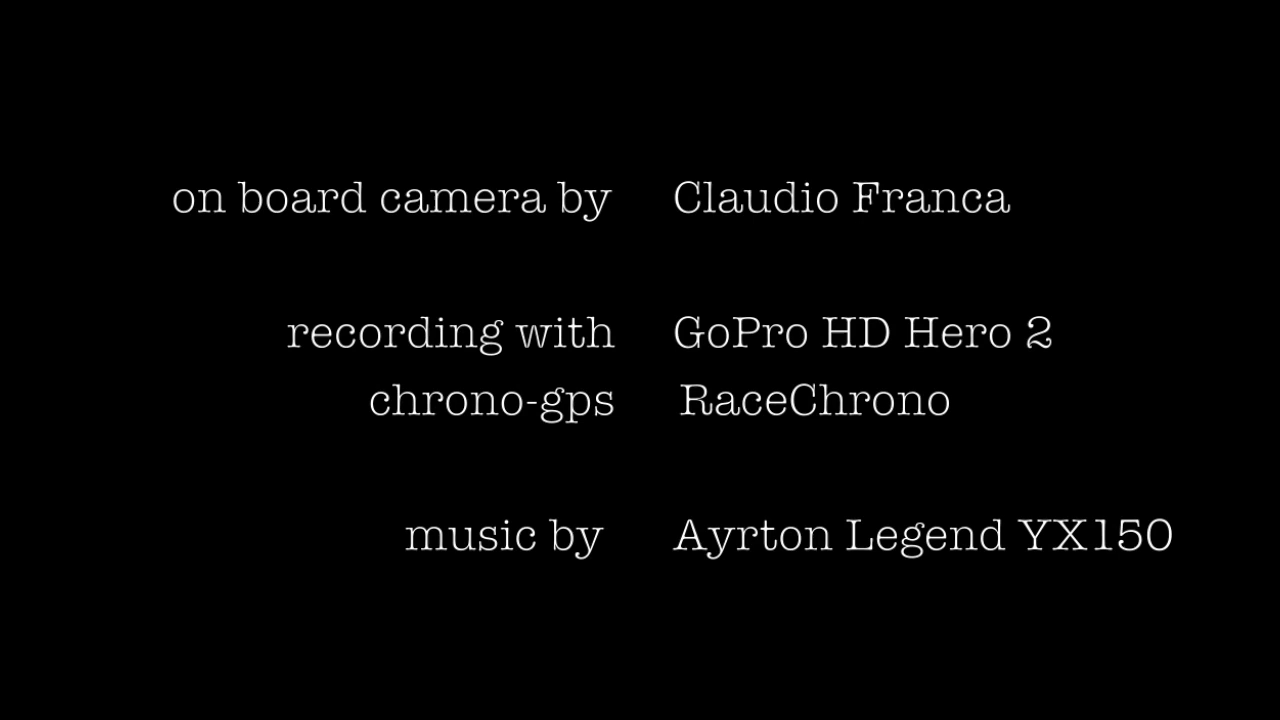 on board camera by Claudio Franca
recording with GoPro HD Hero 2
chrono-gps RaceChrono
music by Ayrton Legend YX150